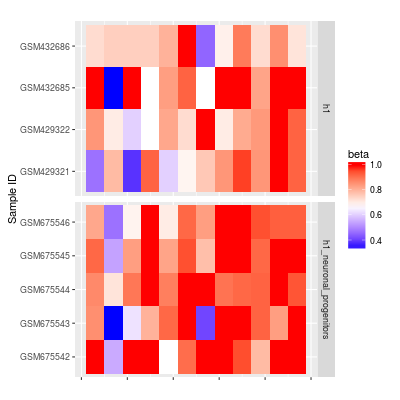 Sample ID
GSM432686
GSM432685
GSM429322
GSM429321
h1
GSM675546
GSM675545
GSM675544
GSM675543
GSM675542
h1_neuronal_progenitors
beta
1.0
0.8
0.6
0.4